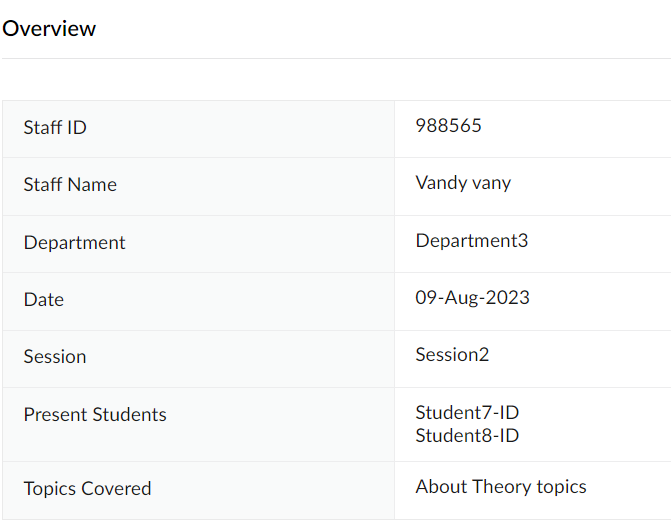 Overview
Staff ID 988565
Staff Name Vandy vany
Department Department3
Date 09-Aug-2023
Session Session2
Present Students Student7-ID
Student8-ID
Topics Covered About Theory topics